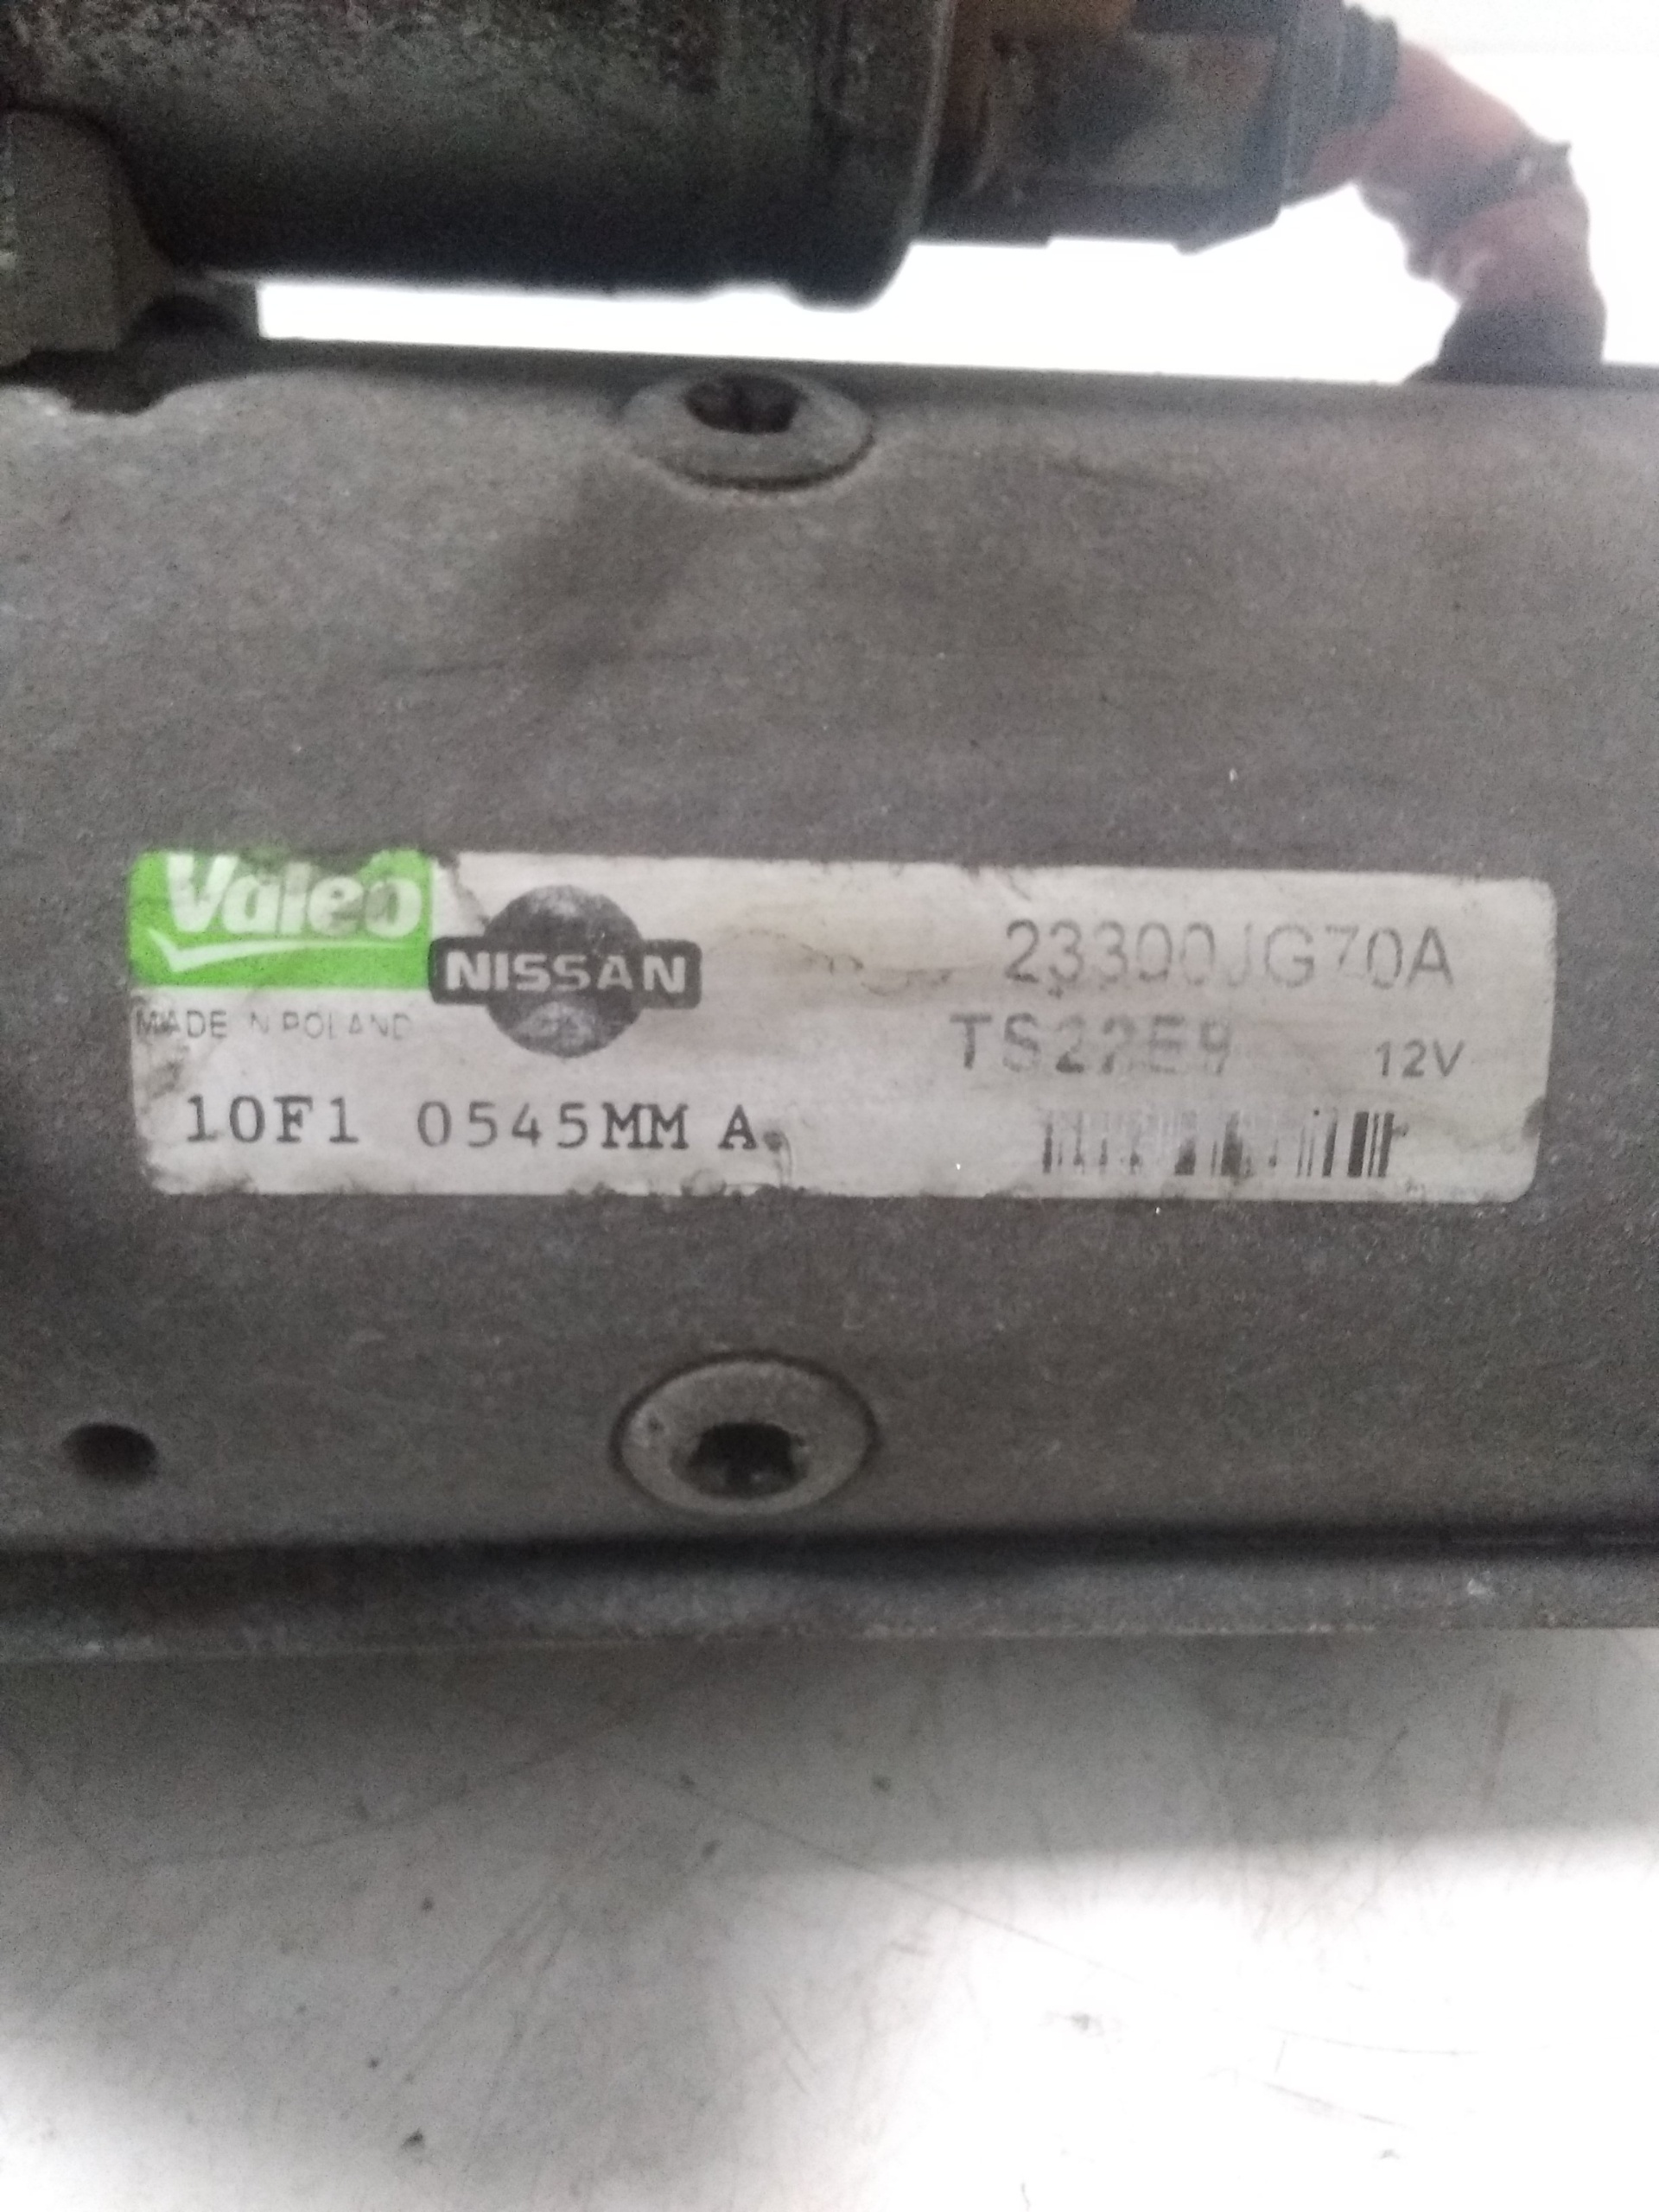 Valeo
NISSAN
MADE IN POLAND
23300JG70A
TS22E9
12V
10F1 0545MM A